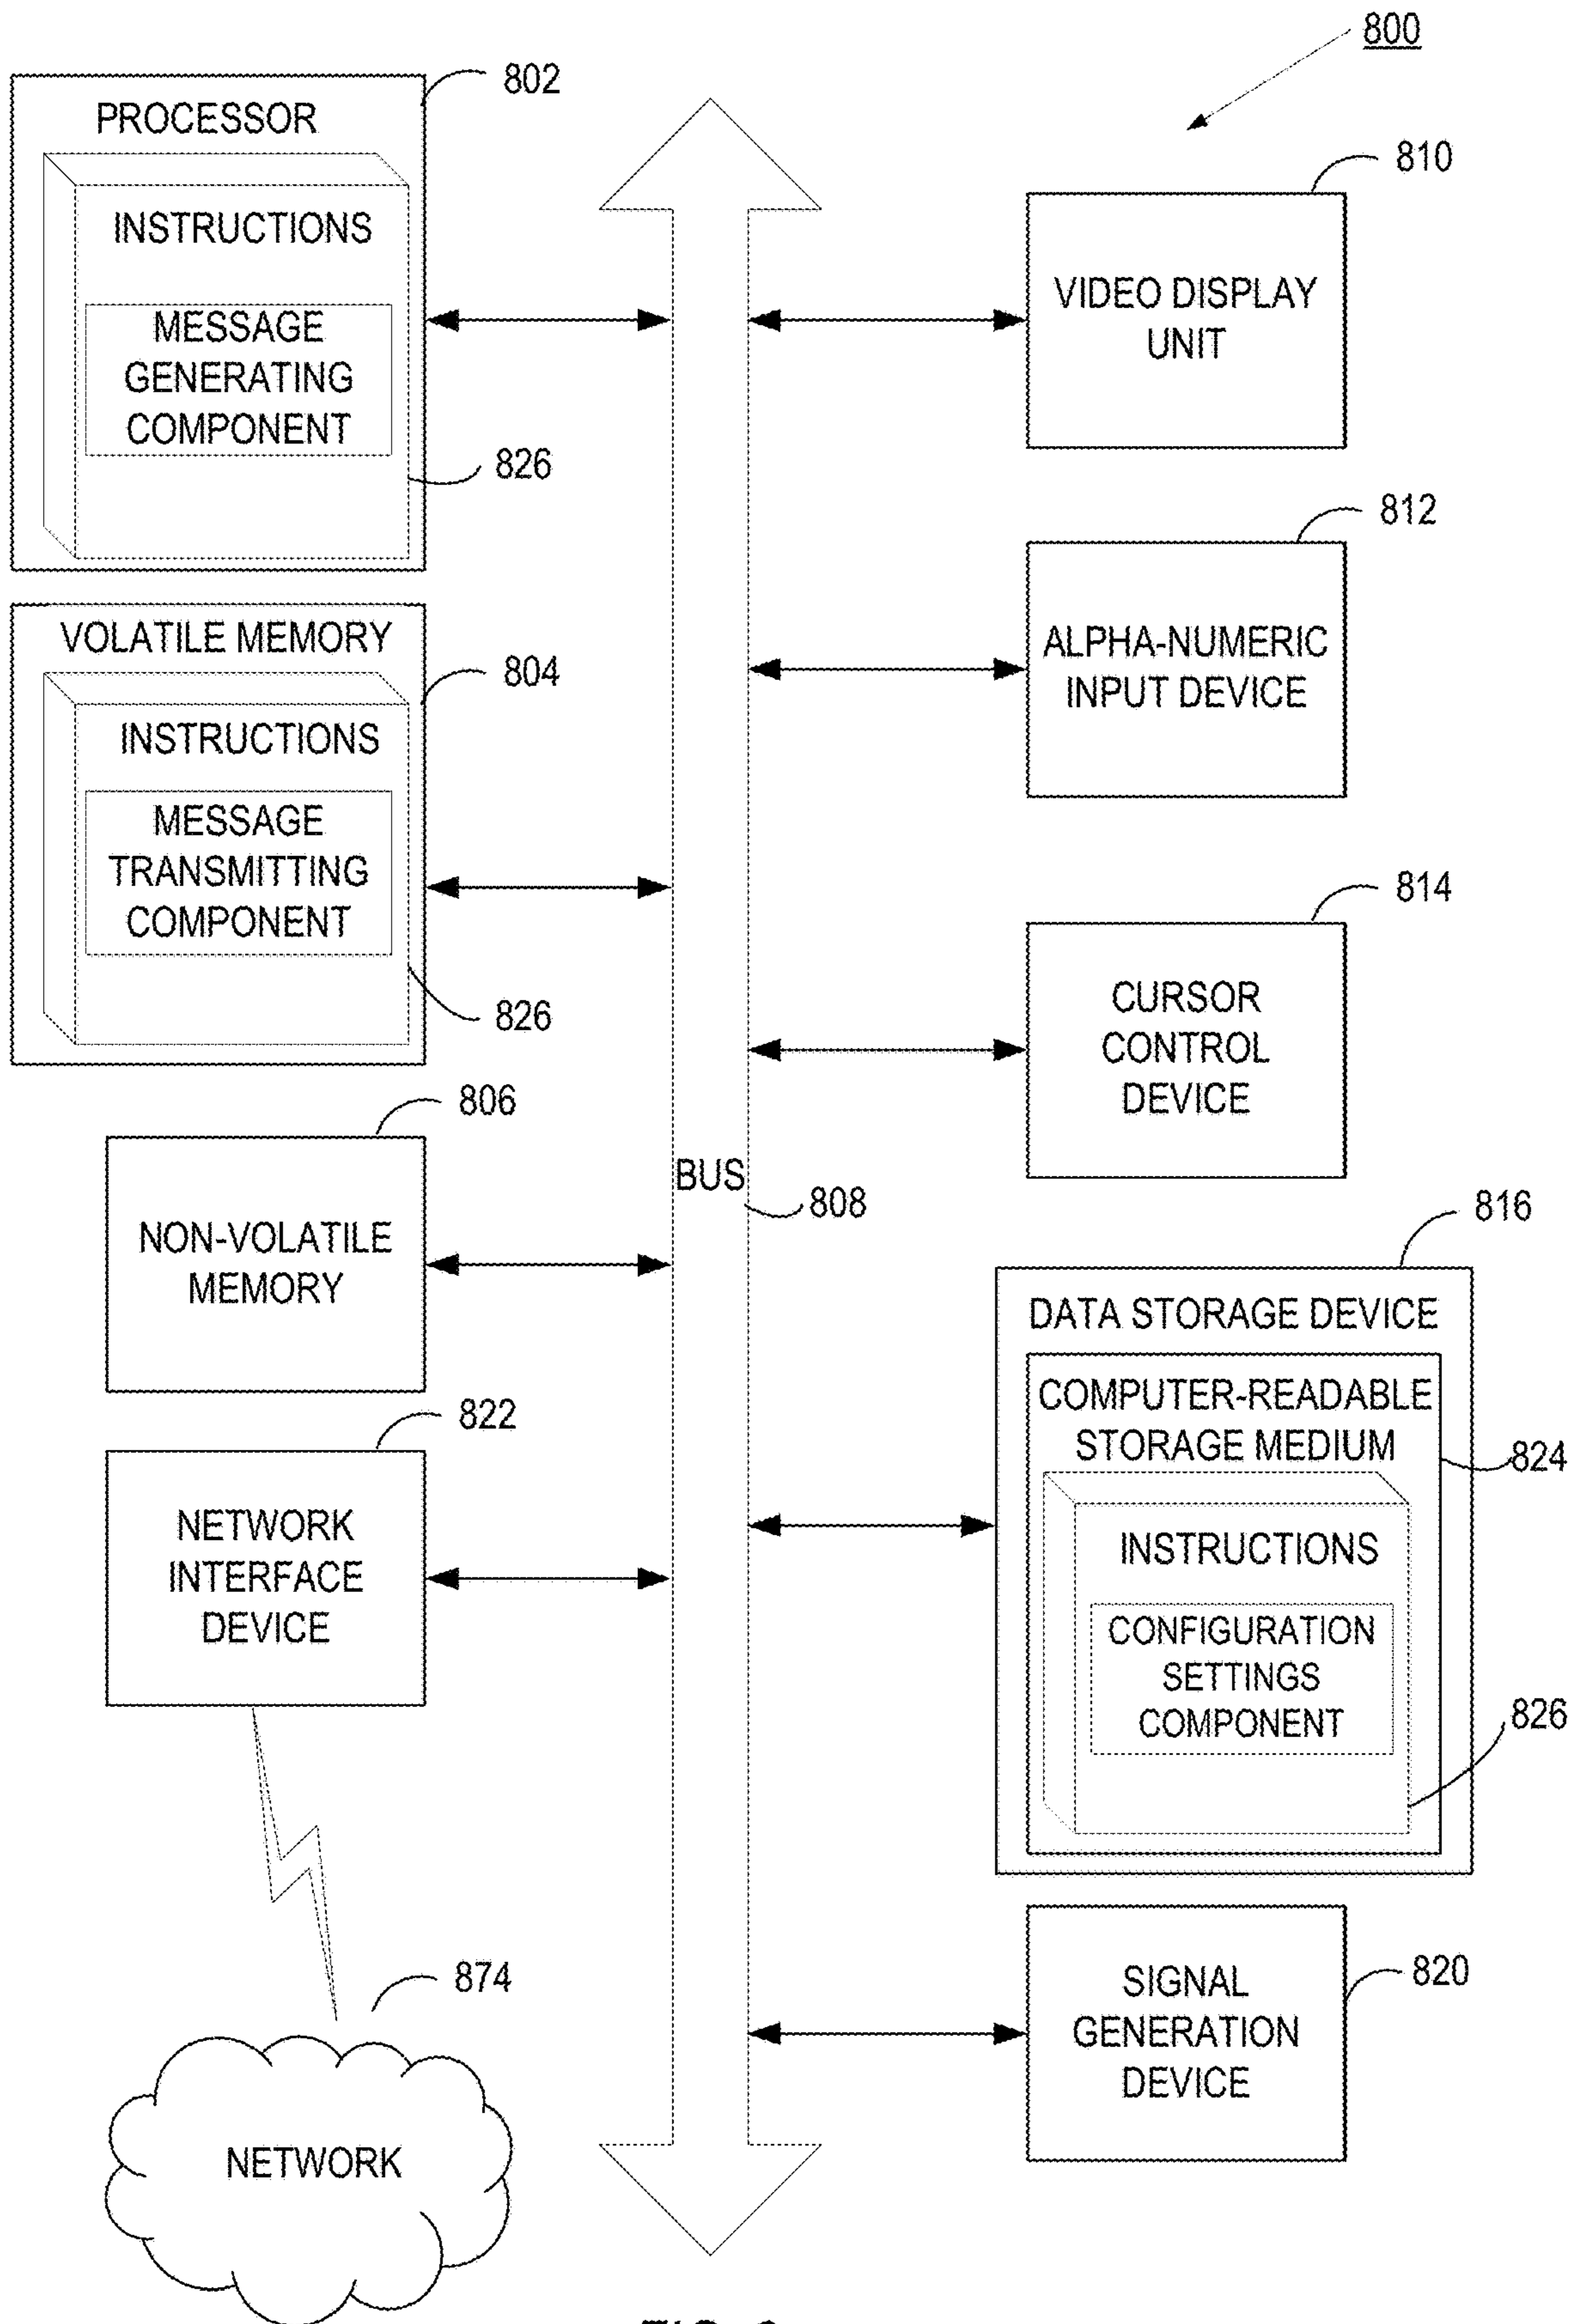 800
802
PROCESSOR
INSTRUCTIONS
MESSAGE
GENERATING
COMPONENT
826
VOLATILE MEMORY
804
INSTRUCTIONS
MESSAGE
TRANSMITTING
COMPONENT
826
806
NON-VOLATILE
MEMORY
822
NETWORK
INTERFACE
DEVICE
874
NETWORK
BUS
808
810
VIDEO DISPLAY
UNIT
812
ALPHA-NUMERIC
INPUT DEVICE
814
CURSOR
CONTROL
DEVICE
816
DATA STORAGE DEVICE
COMPUTER-READABLE
STORAGE MEDIUM
824
INSTRUCTIONS
CONFIGURATION
SETTINGS
COMPONENT
826
SIGNAL
GENERATION
DEVICE
820